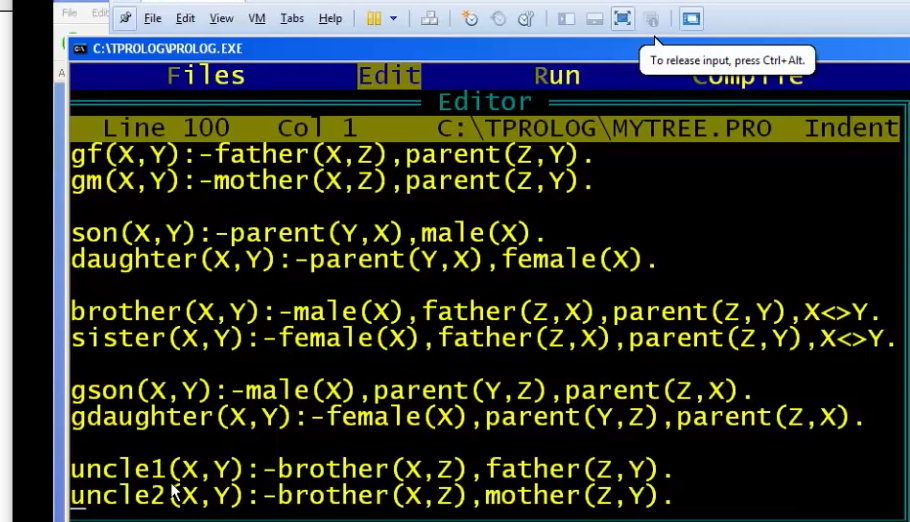 File Edit
File Edit View VM Tabs Help
C:\TPROLOG\PROLOG.EXE
To release input, press Ctrl+Alt.
Files Edit Run Compile
Editor
Line 100 Col 1 C:\TPROLOG\MYTREE.PRO Indent
gf(X,Y):-father(X,Z),parent(Z,Y).
gm(X,Y):-mother(X,Z),parent(Z,Y).
son(X,Y):-parent(Y,X),male(X).
daughter(X,Y):-parent(Y,X),female(X).
brother(X,Y):-male(X),father(Z,X),parent(Z,Y),X<>Y.
sister(X,Y):-female(X),father(Z,X),parent(Z,Y),X<>Y.
gson(X,Y):-male(X),parent(Y,Z),parent(Z,X).
gdaughter(X,Y):-female(X),parent(Y,Z),parent(Z,X).
uncle1(X,Y):-brother(X,Z),father(Z,Y).
uncle2(X,Y):-brother(X,Z),mother(Z,Y).